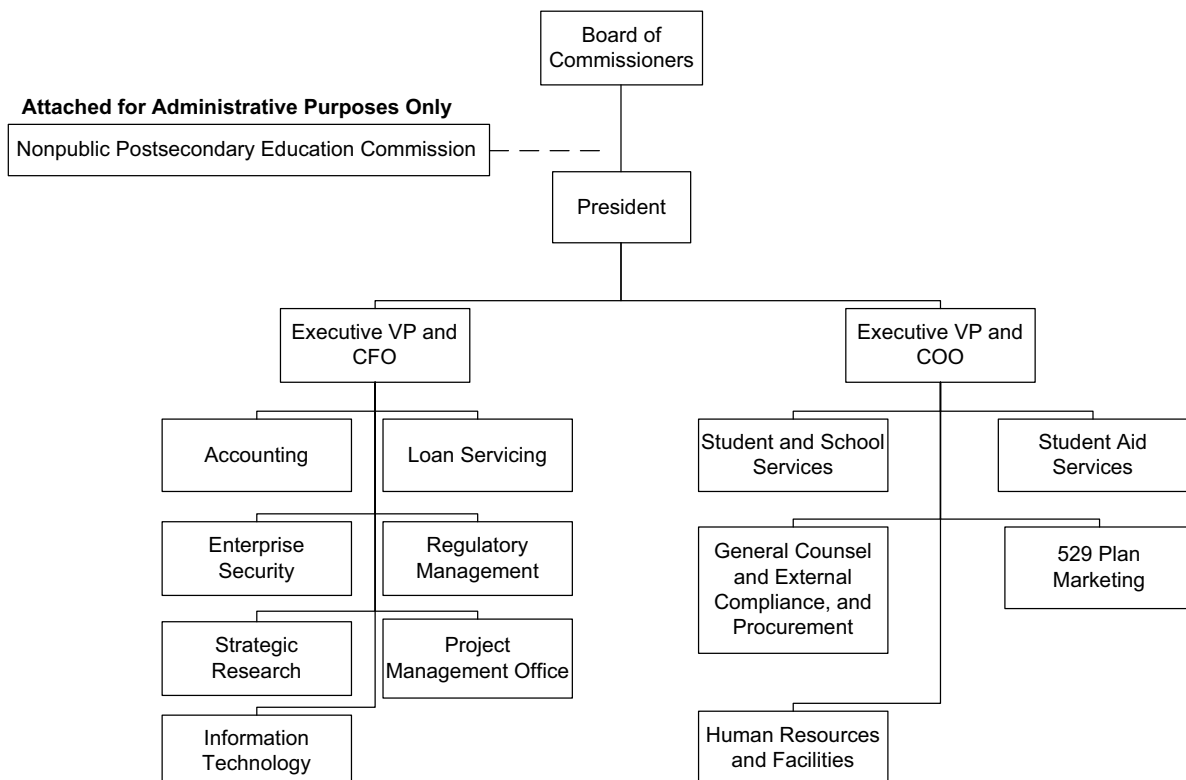 Board of
Commissioners
Attached for Administrative Purposes Only
Nonpublic Postsecondary Education Commission
President
Executive VP and
CFO
Executive VP and
COO
Accounting
Loan Servicing
Student and School
Services
Student Aid
Services
Enterprise
Security
Regulatory
Management
General Counsel
and External
Compliance, and
Procurement
529 Plan
Marketing
Strategic
Research
Project
Management Office
Information
Technology
Human Resources
and Facilities